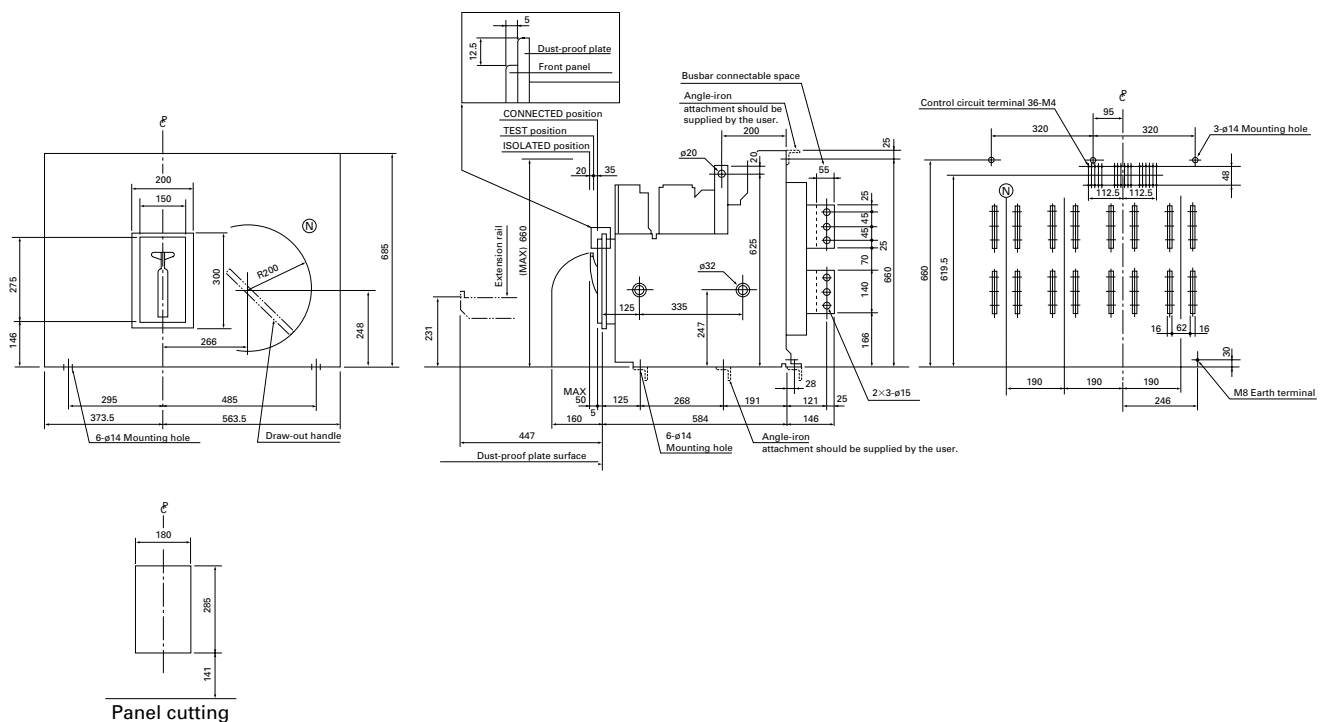 5
12.5
Dust-proof plate
Front panel
Busbar connectable space
Angle-iron
attachment should be
supplied by the user.
CONNECTED position
TEST position
ISOLATED position
20
35
200
ø20
20
25
55
25
45
45
25
70
140
166
660
625
(MAX) 660
Extension rail
231
ø32
125
335
247
28
2×3-ø15
MAX
50
5
125
268
191
121
25
160
584
146
447
6-ø14
Mounting hole
Angle-iron
attachment should be supplied by the user.
Dust-proof plate surface
200
150
N
R200
685
275
300
146
248
266
295
485
373.5
563.5
6-ø14 Mounting hole
Draw-out handle
Control circuit terminal 36-M4
95
320
320
3-ø14 Mounting hole
48
112.5
112.5
N
660
619.5
16
62
16
30
190
190
190
246
M8 Earth terminal
180
285
141
Panel cutting